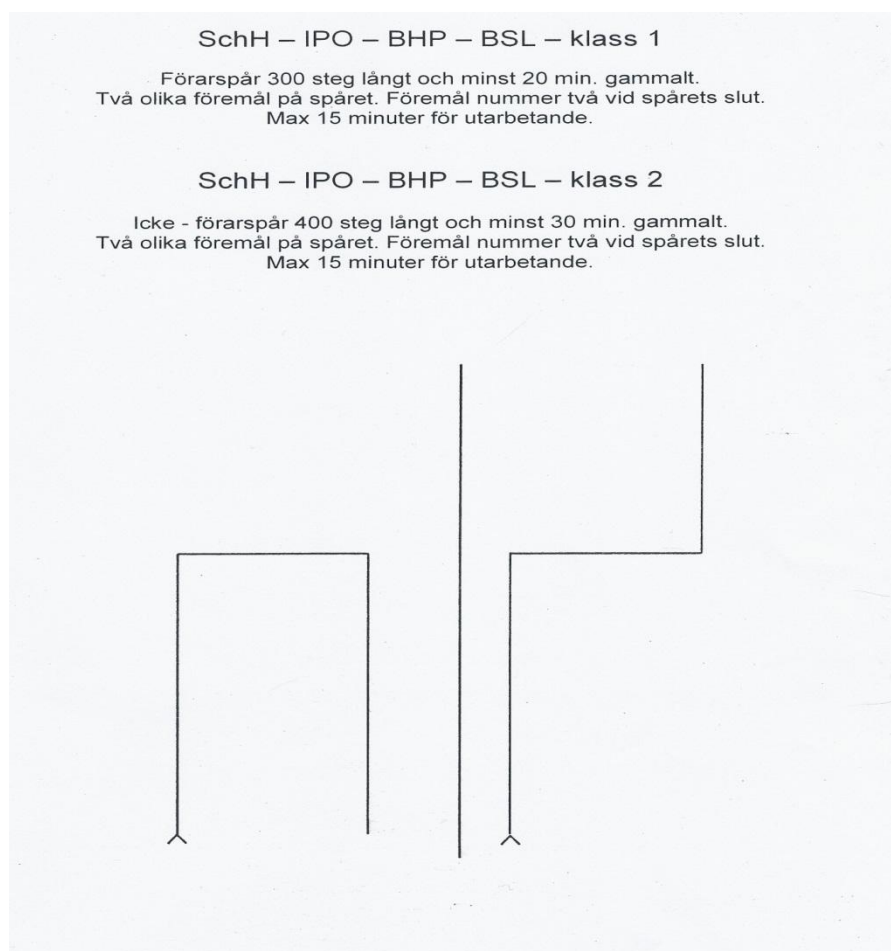 SchH – IPO – BHP – BSL – klass 1
Förarspår 300 steg långt och minst 20 min. gammalt.
Två olika föremål på spåret. Föremål nummer två vid spårets slut.
Max 15 minuter för utarbetande.
SchH – IPO – BHP – BSL – klass 2
Icke - förarspår 400 steg långt och minst 30 min. gammalt.
Två olika föremål på spåret. Föremål nummer två vid spårets slut.
Max 15 minuter för utarbetande.